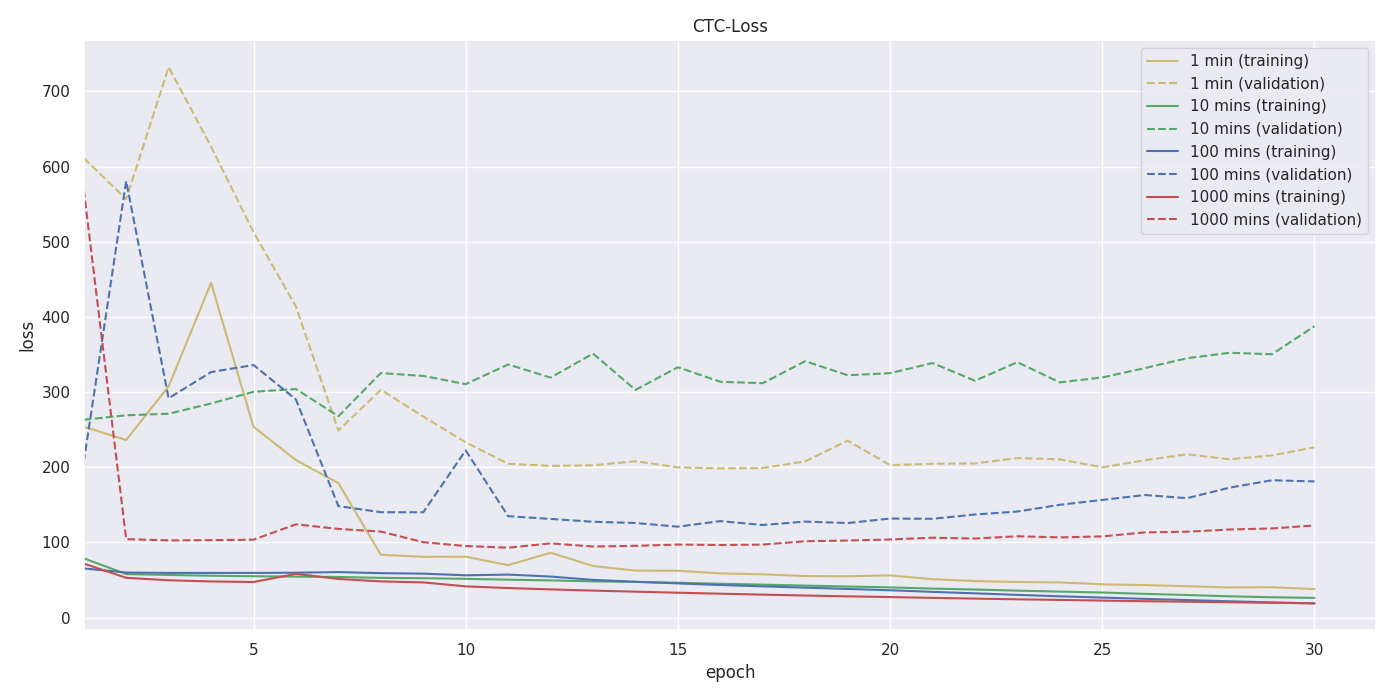 CTC-Loss
700
600
500
400
300
200
100
0
loss
5
10
15
20
25
30
epoch
1 min (training)
1 min (validation)
10 mins (training)
10 mins (validation)
100 mins (training)
100 mins (validation)
1000 mins (training)
1000 mins (validation)